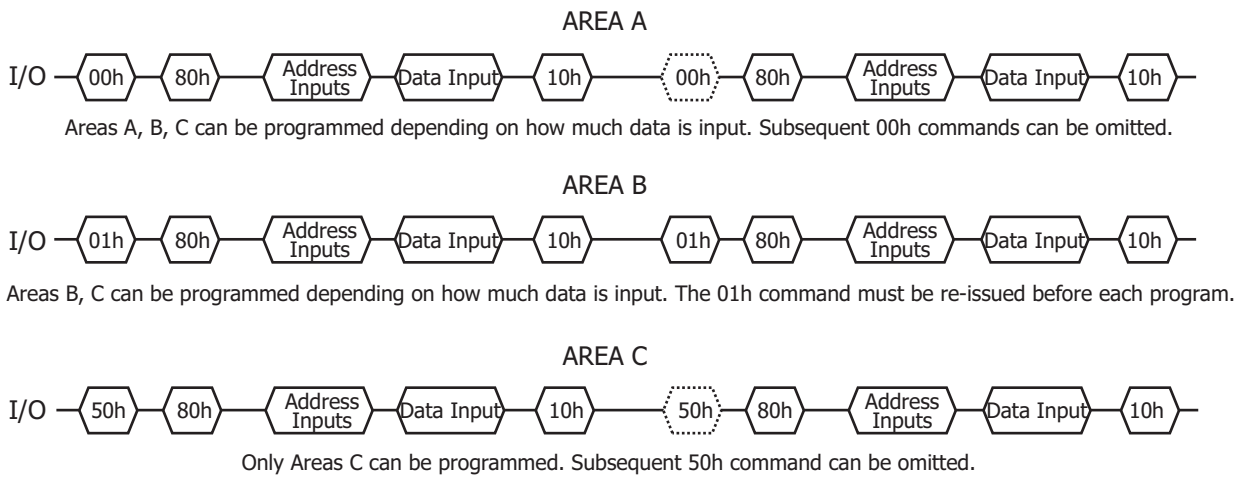 AREA A
I/O 00h 80h Address Inputs Data Input 10h 00h 80h Address Inputs Data Input 10h
Areas A, B, C can be programmed depending on how much data is input. Subsequent 00h commands can be omitted.
AREA B
I/O 01h 80h Address Inputs Data Input 10h 01h 80h Address Inputs Data Input 10h
Areas B, C can be programmed depending on how much data is input. The 01h command must be re-issued before each program.
AREA C
I/O 50h 80h Address Inputs Data Input 10h 50h 80h Address Inputs Data Input 10h
Only Areas C can be programmed. Subsequent 50h command can be omitted.